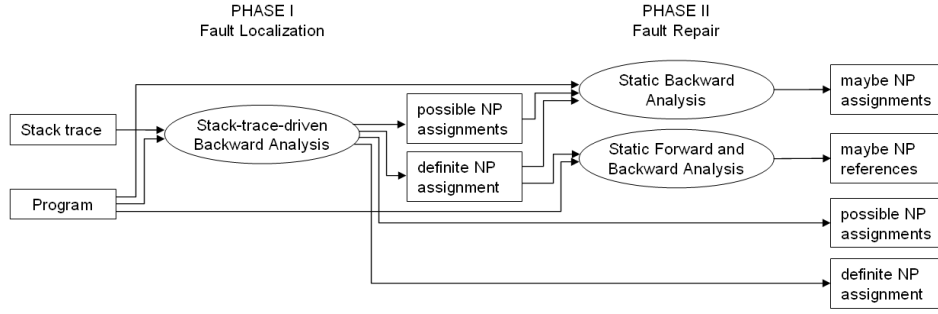 PHASE I
Fault Localization
PHASE II
Fault Repair
Stack trace
Program
Stack-trace-driven
Backward Analysis
possible NP
assignments
definite NP
assignment
Static Backward
Analysis
Static Forward and
Backward Analysis
maybe NP
assignments
maybe NP
references
possible NP
assignments
definite NP
assignment